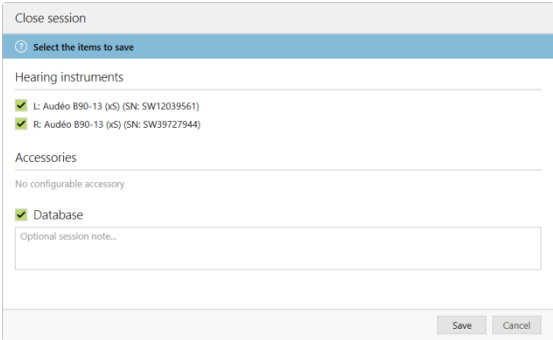 Close session
? Select the items to save
Hearing instruments
L: Audéo B90-13 (xS) (SN: SW12039561)
R: Audéo B90-13 (xS) (SN: SW39727944)
Accessories
No configurable accessory
Database
Optional session note...
Save Cancel